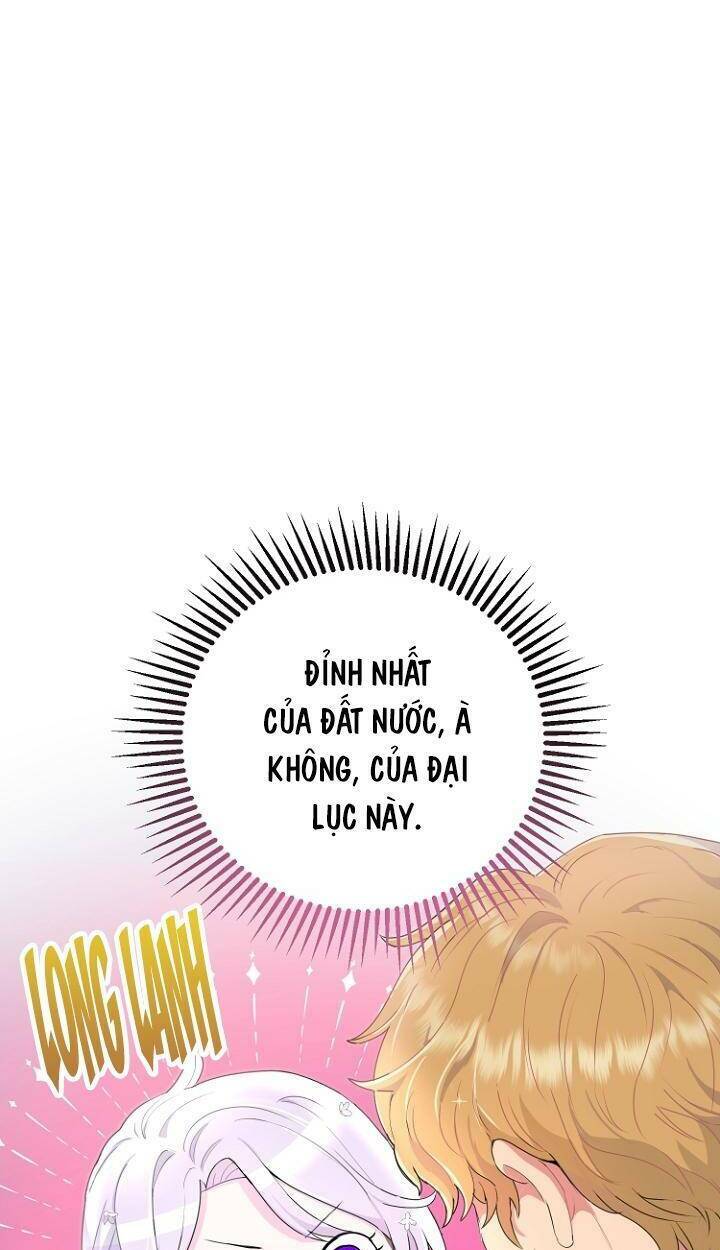 ĐỈNH NHẤT
CỦA ĐẤT NƯỚC, À
KHÔNG, CỦA ĐẠI
LỤC NÀY.
LONG LANH